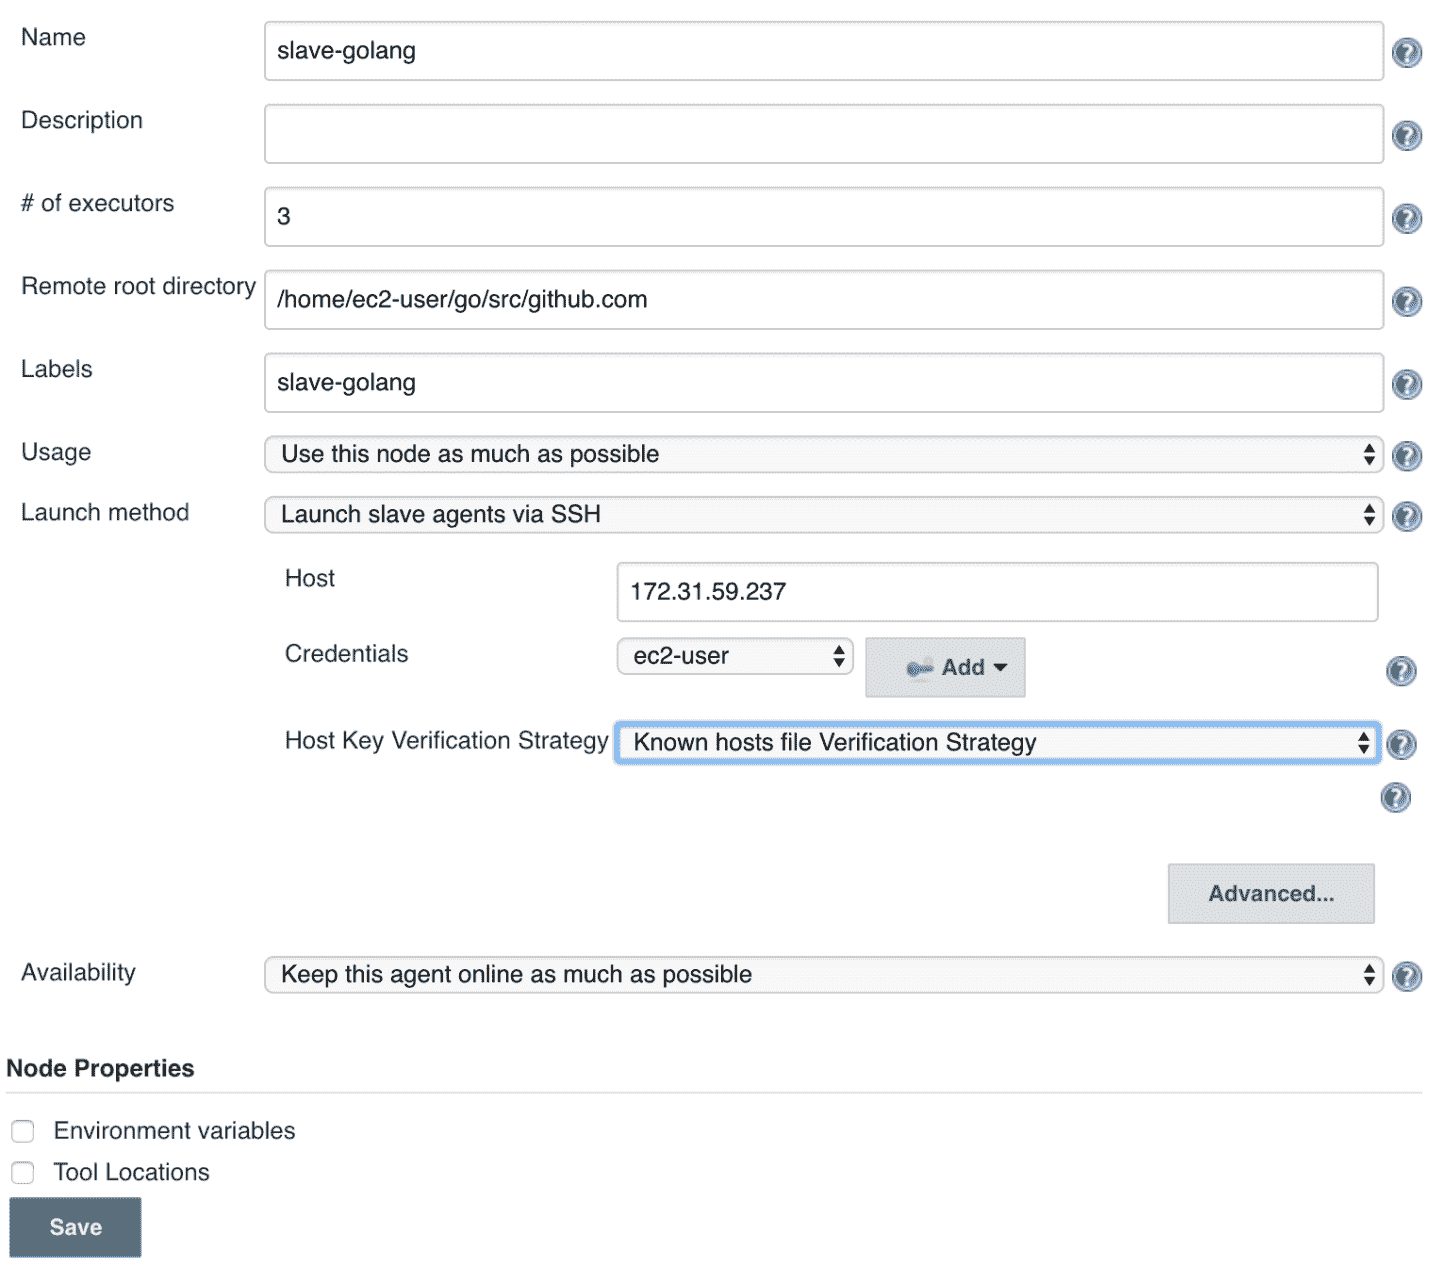 Name
slave-golang
Description
# of executors
3
Remote root directory
/home/ec2-user/go/src/github.com
Labels
slave-golang
Usage
Use this node as much as possible
Launch method
Launch slave agents via SSH
Host
172.31.59.237
Credentials
ec2-user
Add
Host Key Verification Strategy
Known hosts file Verification Strategy
Advanced...
Availability
Keep this agent online as much as possible
Node Properties
Environment variables
Tool Locations
Save